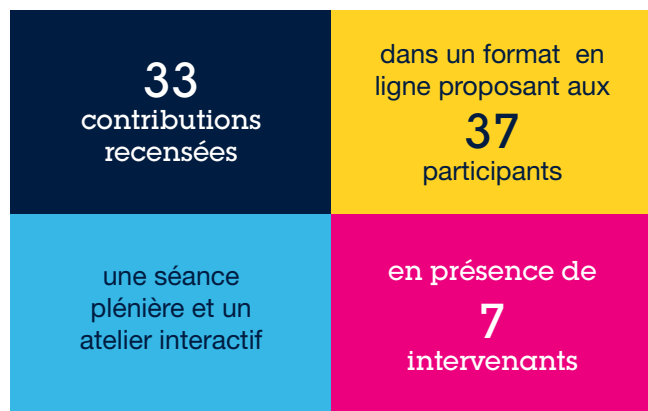 33
contributions
recensées
dans un format en
ligne proposant aux
37
participants
une séance
plénière et un
atelier interactif
en présence de
7
intervenants